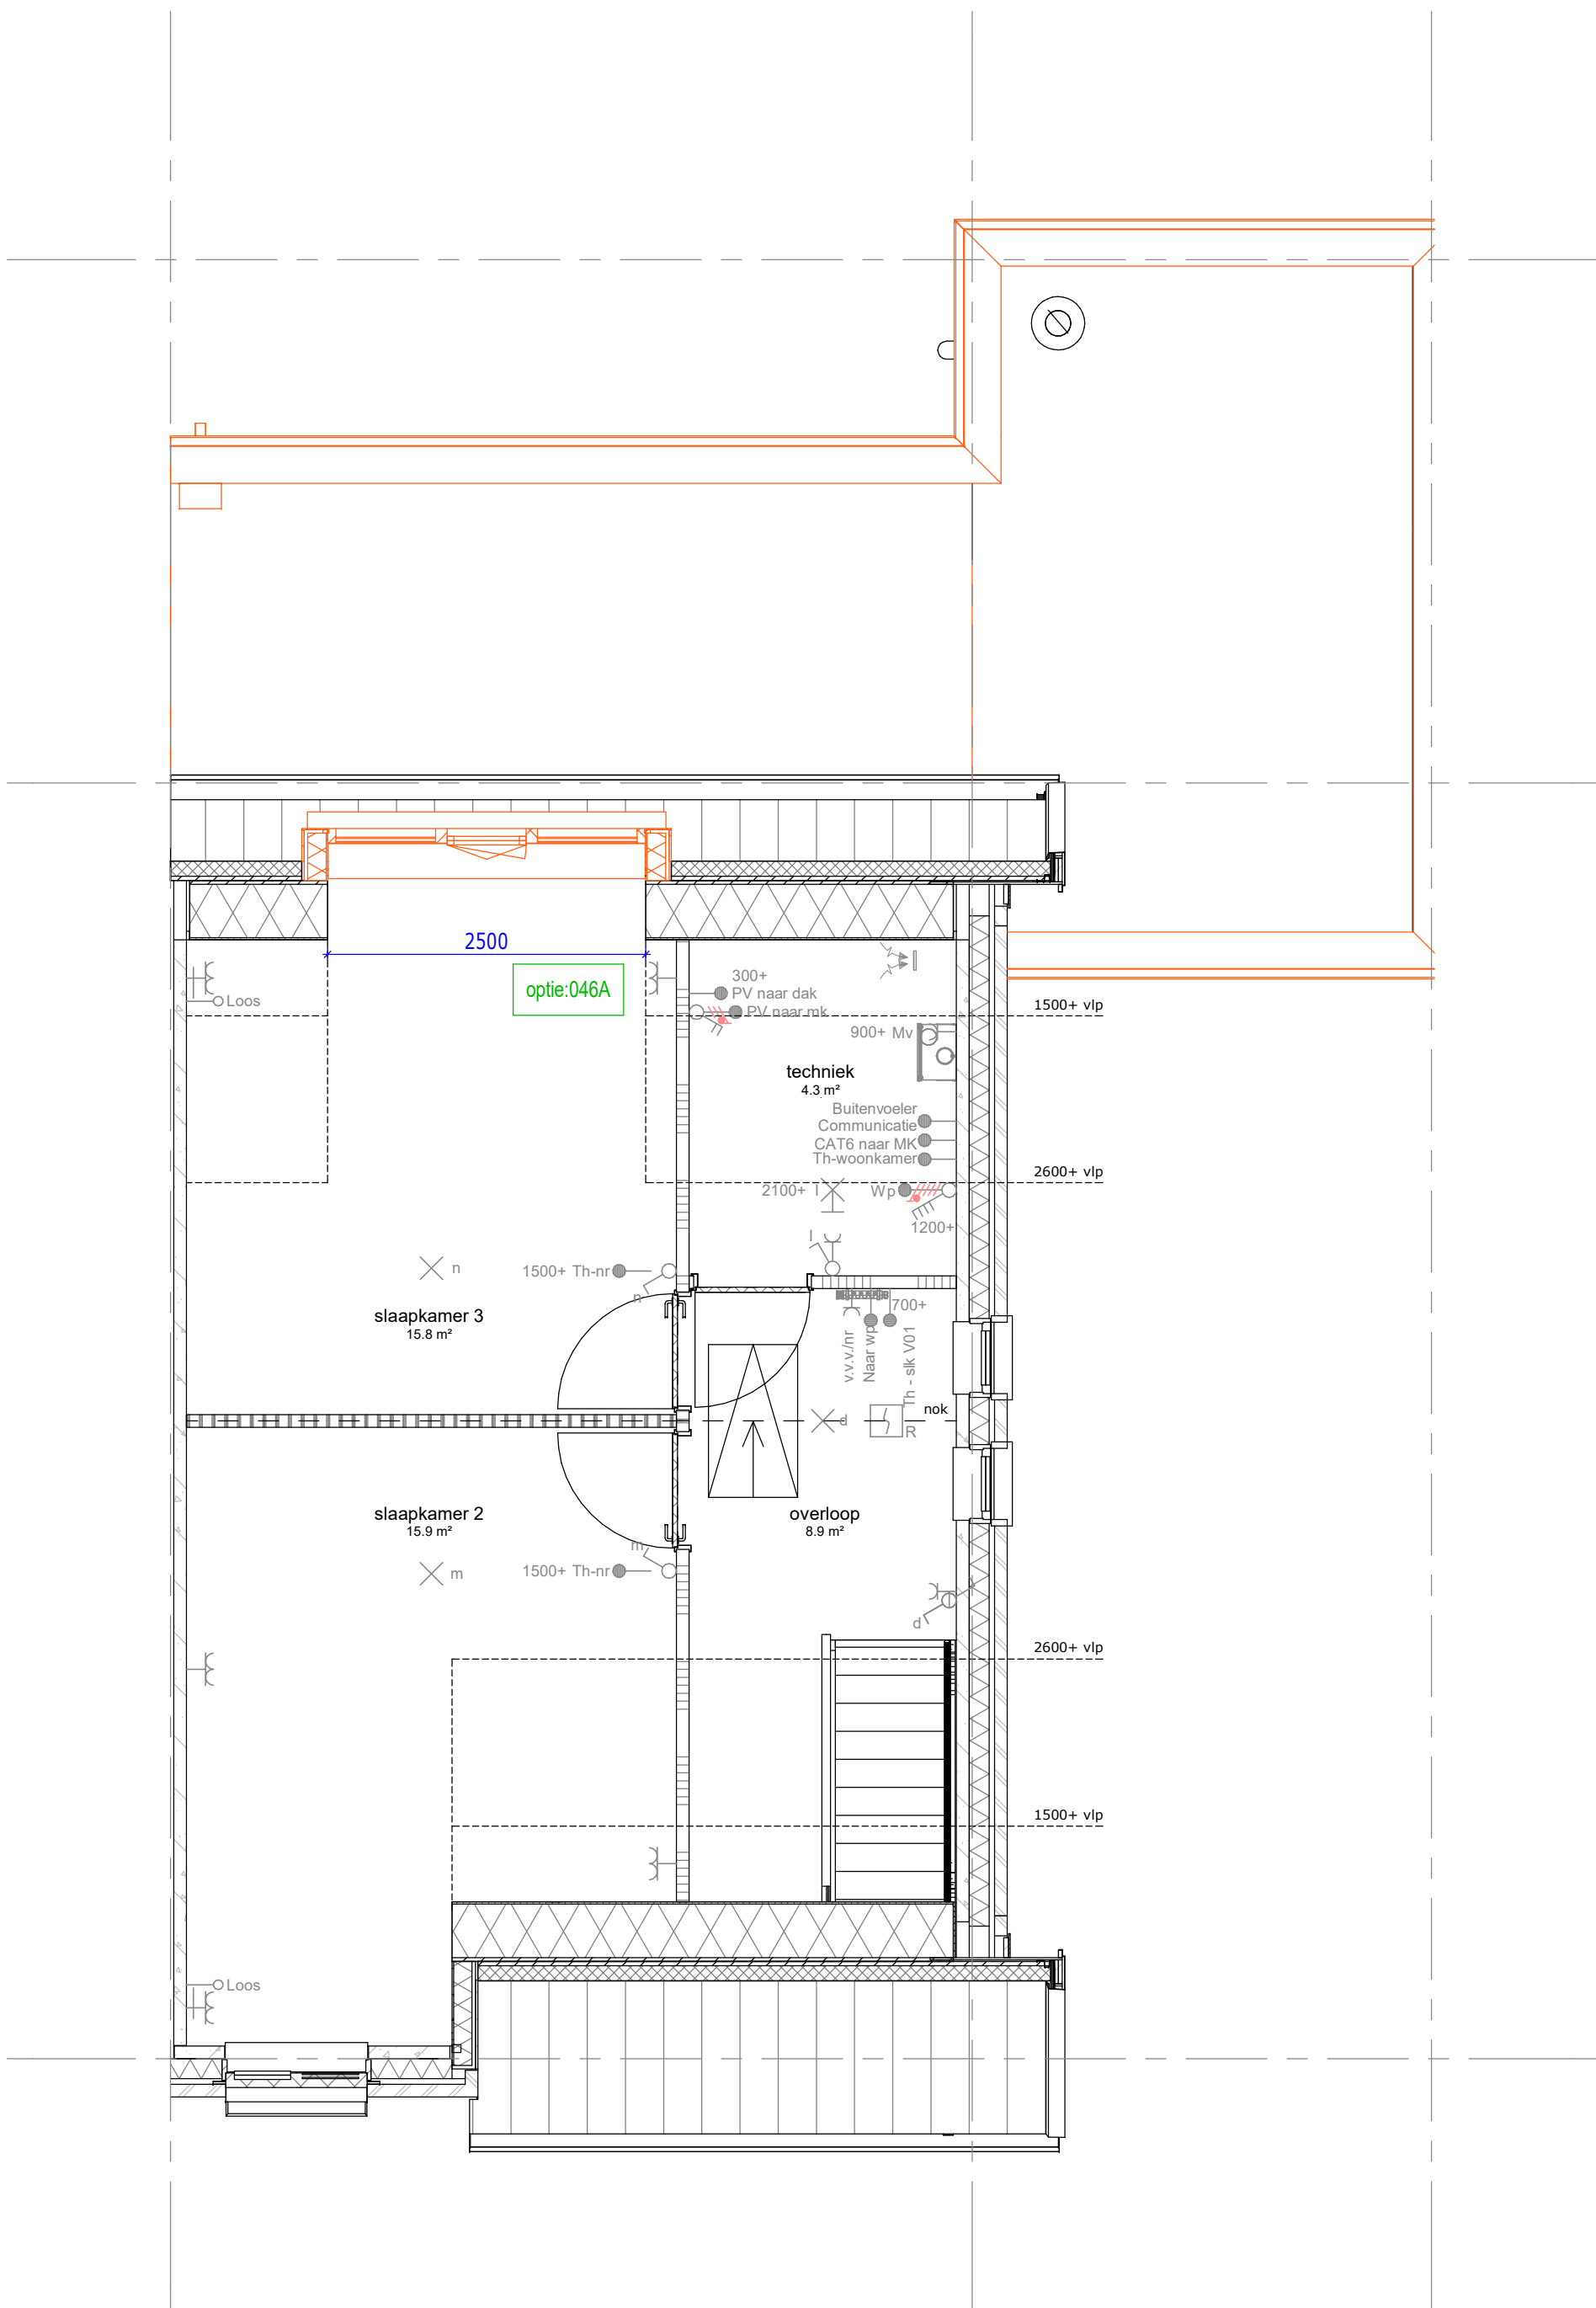 2500
optie:046A
Loos
300+
PV naar dak
PV naar mk
1500+ vlp
900+ Mv
techniek
4.3 m²
Buitenvoeler
Communicatie
CAT6 naar MK
Th-woonkamer
2600+ vlp
2100+ l
Wp
1200+
l
n
1500+ Th-nr
n
slaapkamer 3
15.8 m²
700+
v.v.v./nr
Naar wp
Th - slk V01
d
nok
R
slaapkamer 2
15.9 m²
overloop
8.9 m²
m
m
1500+ Th-nr
d
2600+ vlp
1500+ vlp
Loos